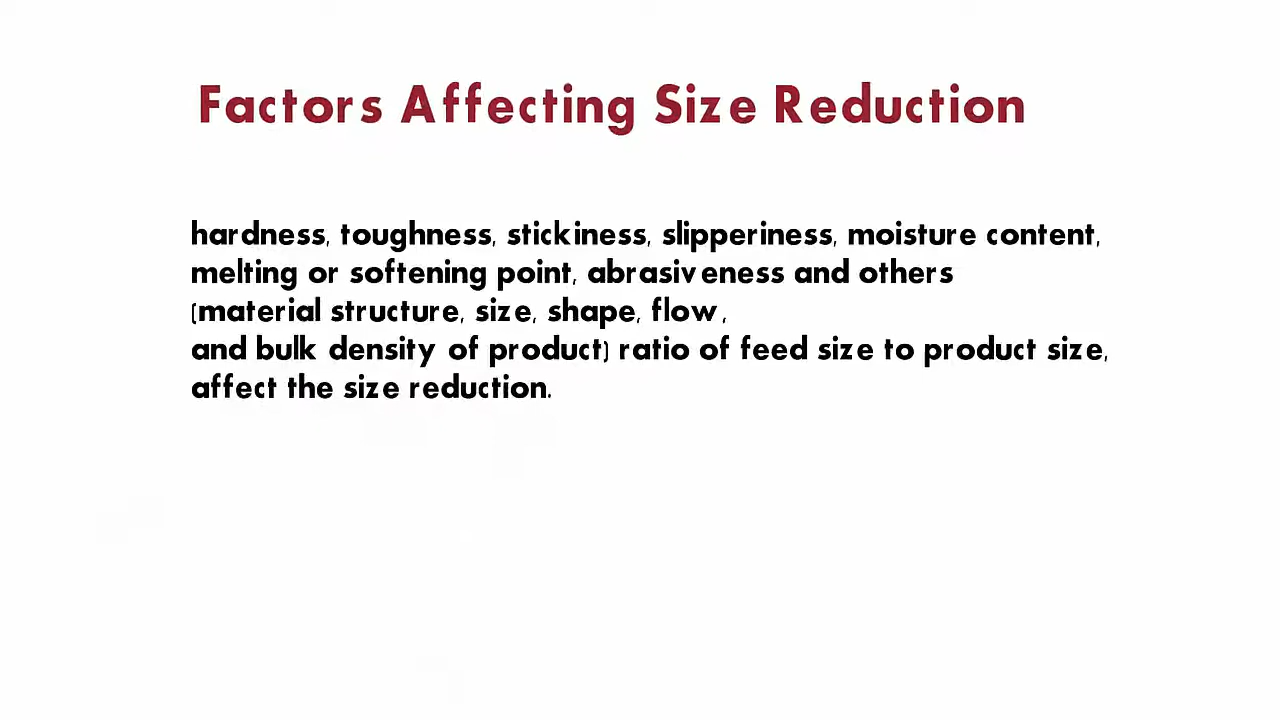 Factors Affecting Size Reduction
hardness, toughness, stickiness, slipperiness, moisture content,
melting or softening point, abrasiveness and others
(material structure, size, shape, flow,
and bulk density of product) ratio of feed size to product size,
affect the size reduction.